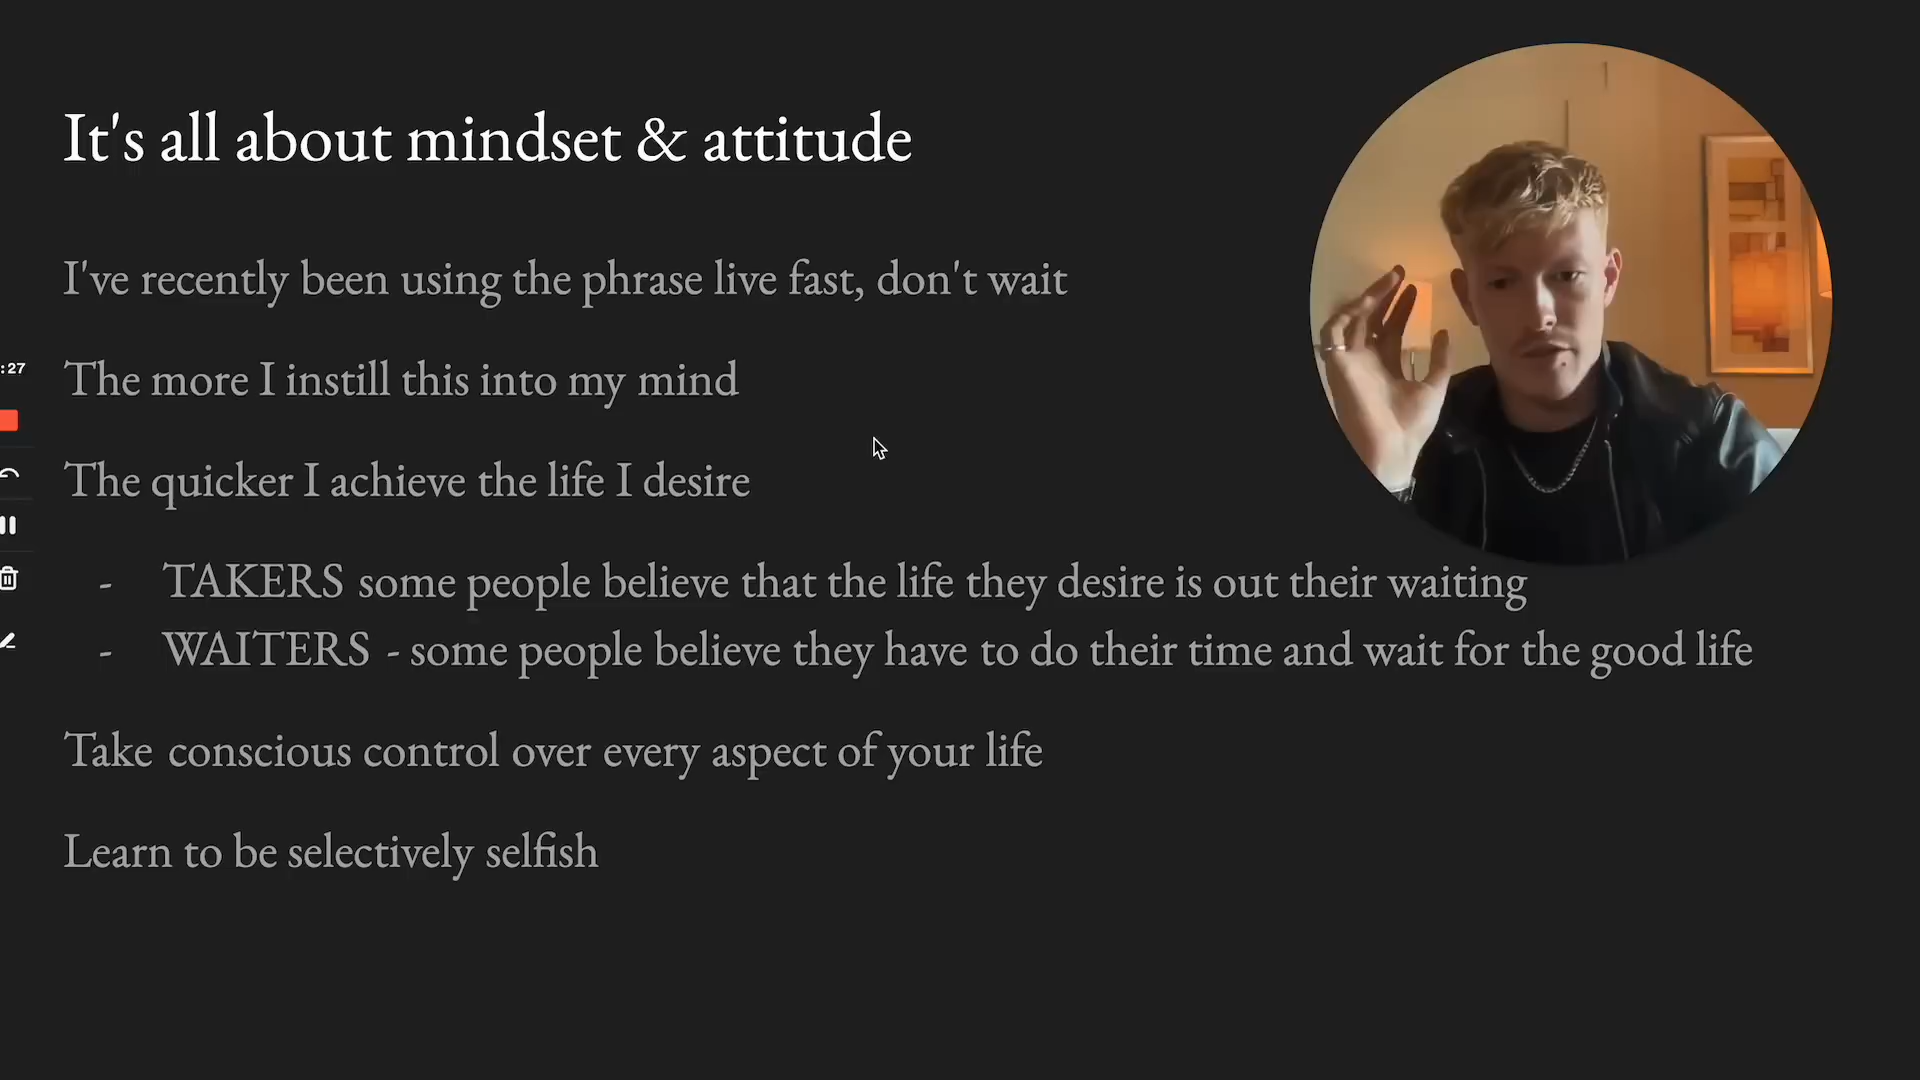 It's all about mindset & attitude
I've recently been using the phrase live fast, don't wait
The more I instill this into my mind
:27
The quicker I achieve the life I desire
- TAKERS some people believe that the life they desire is out their waiting
- WAITERS - some people believe they have to do their time and wait for the good life
Take conscious control over every aspect of your life
Learn to be selectively selfish